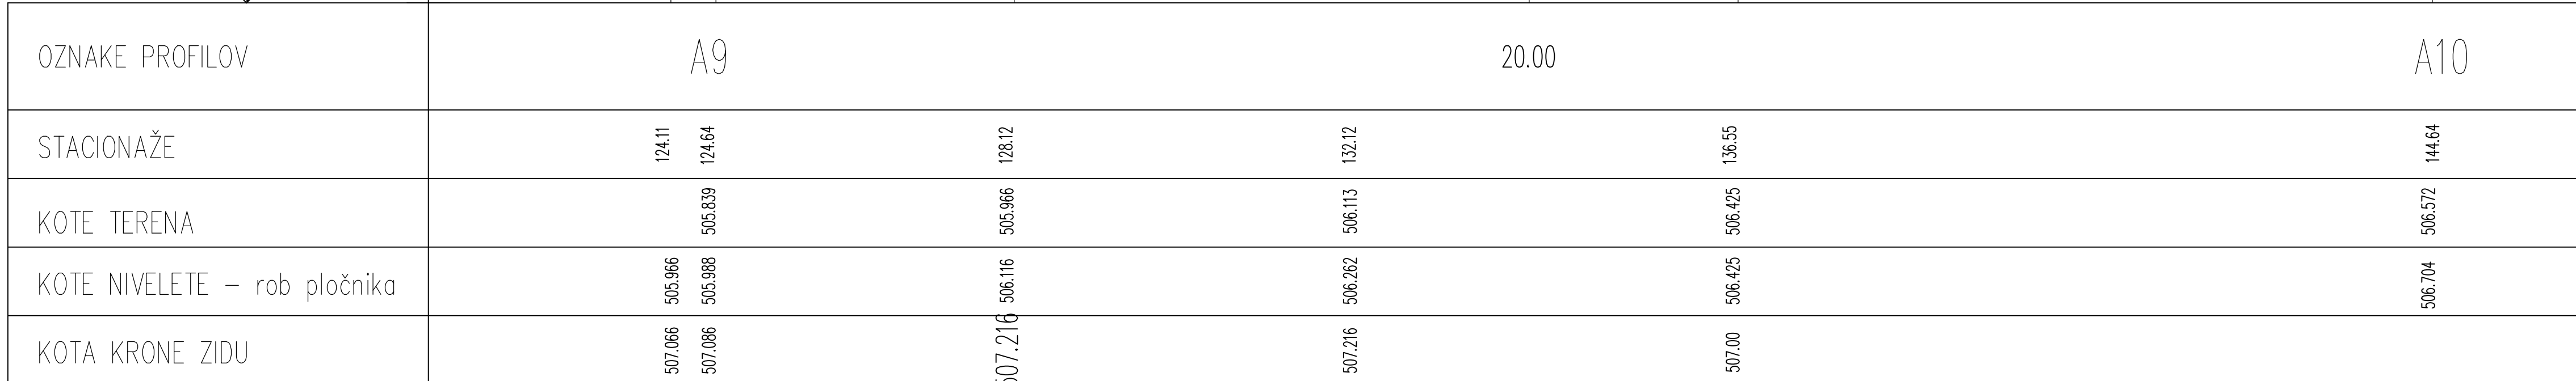 OZNAKE PROFILOV A9 20.00 A10
STACIONAŽE 124.11 124.64 128.12 132.12 136.55 144.64
KOTE TERENA 505.839 505.966 506.113 506.425 506.572
KOTE NIVELETE – rob pločnika 505.966 505.988 506.116 506.262 506.425 506.704
KOTA KRONE ZIDU 507.066 507.086 507.216 507.216 507.00